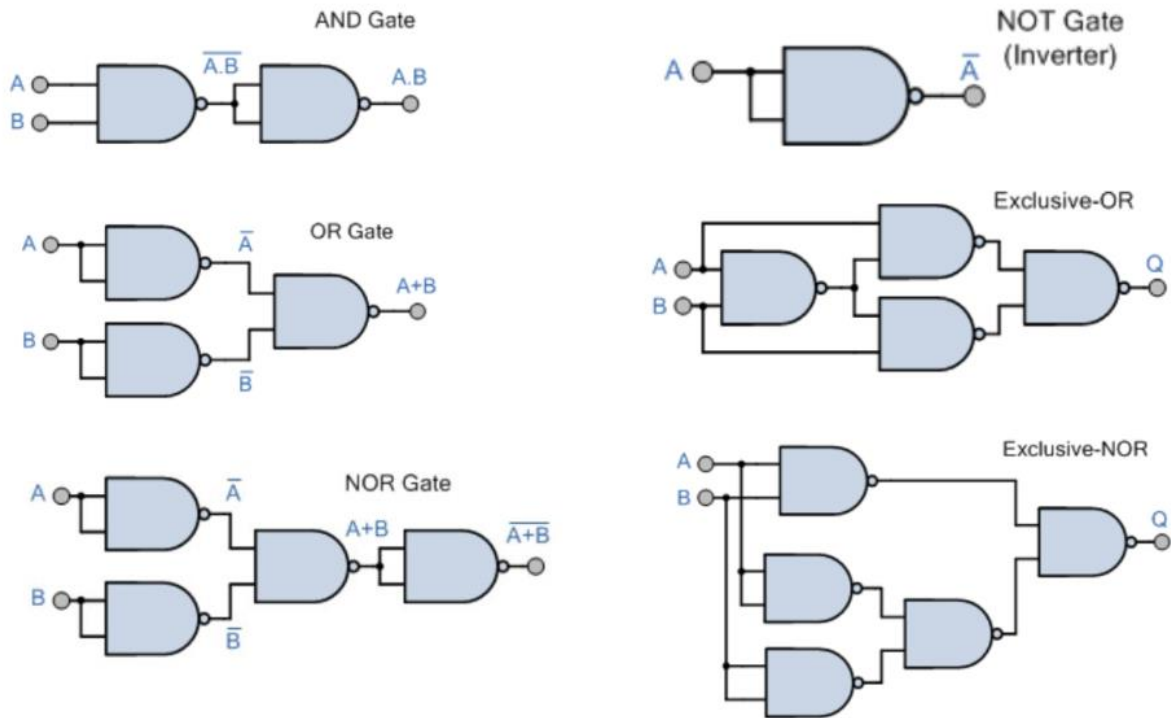 AND Gate
A
B
A̅.̅B̅
A.B
NOT Gate
(Inverter)
A
A̅
OR Gate
A
A̅
B
B̅
A+B
Exclusive-OR
A
B
Q
NOR Gate
A
A̅
B
B̅
A+B
A̅+̅B̅
Exclusive-NOR
A
B
Q